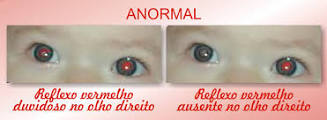 ANORMAL
Reflexo vermelho
duvidoso no olho direito
Reflexo vermelho
ausente no olho direito